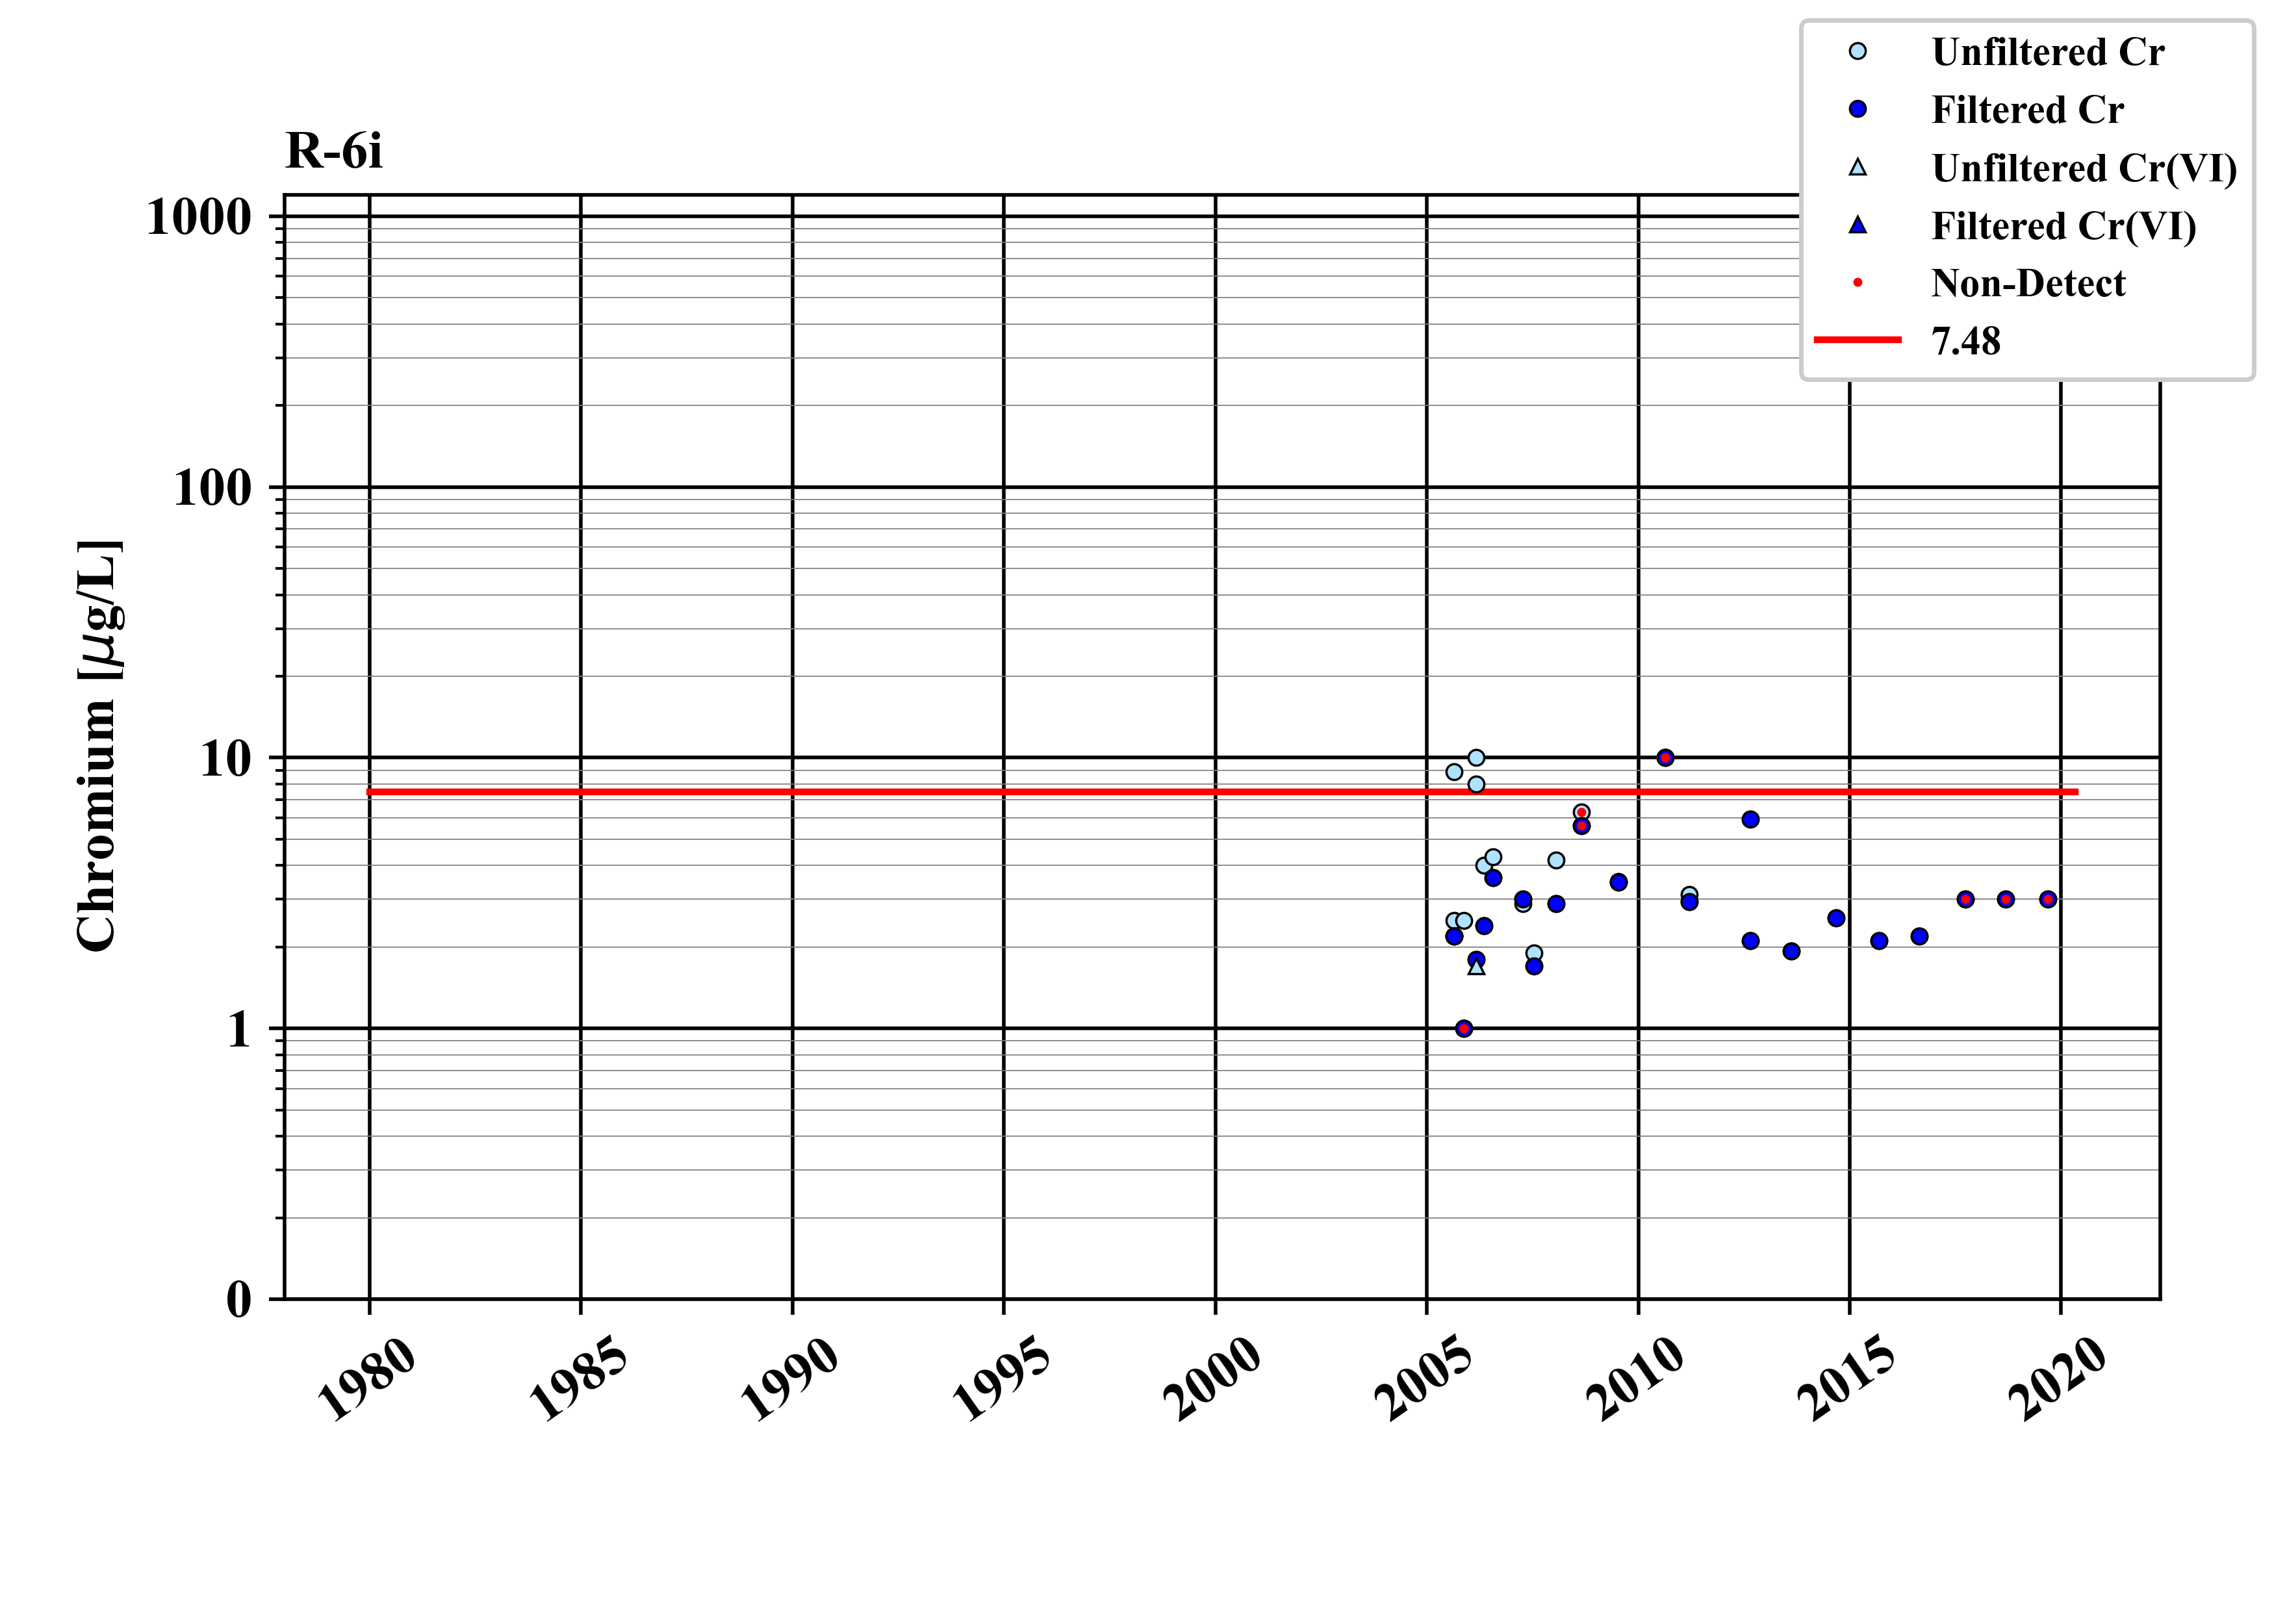 Unfiltered Cr
Filtered Cr
Unfiltered Cr(VI)
Filtered Cr(VI)
Non-Detect
7.48
R-6i
1000
100
10
1
0
Chromium [μg/L]
1980
1985
1990
1995
2000
2005
2010
2015
2020